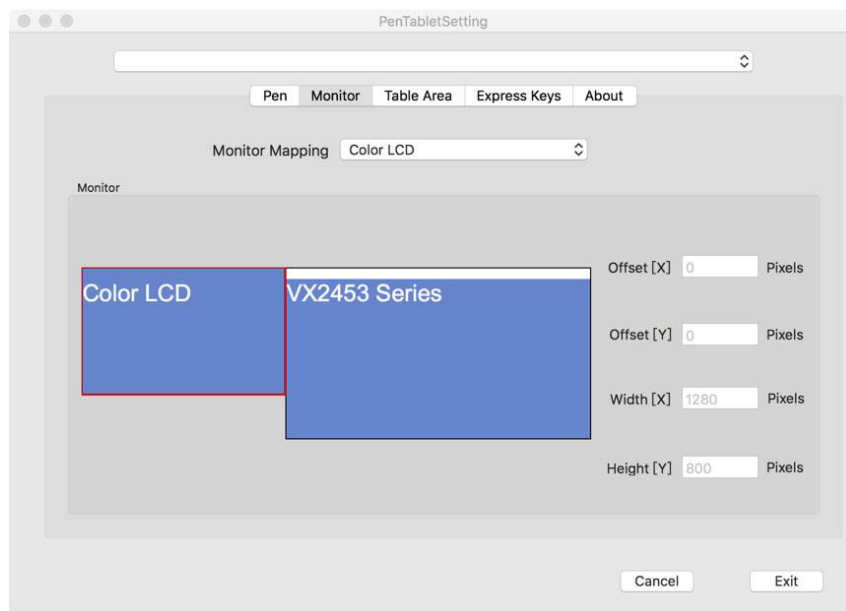 PenTabletSetting
Pen Monitor Table Area Express Keys About
Monitor Mapping Color LCD
Monitor
Color LCD
VX2453 Series
Offset [X] 0 Pixels
Offset [Y] 0 Pixels
Width [X] 1280 Pixels
Height [Y] 800 Pixels
Cancel Exit